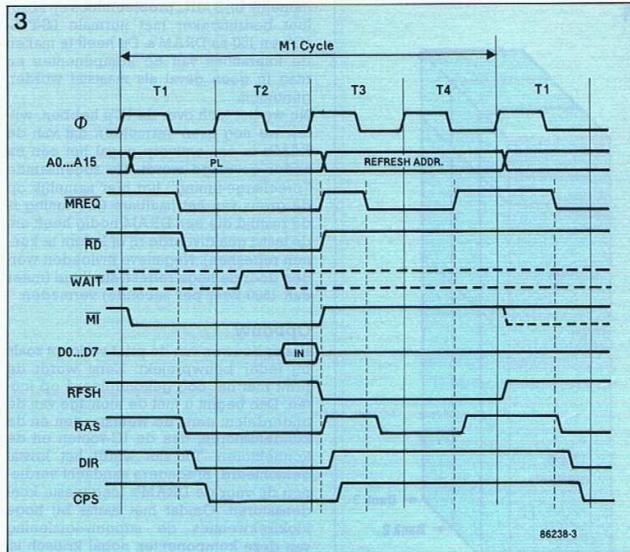 3
M1 Cycle
T1 T2 T3 T4 T1
Φ
A0...A15 PL REFRESH ADDR.
MREQ
RD
WAIT
MI
D0...D7 IN
RFSH
RAS
DIR
CPS
86238-3